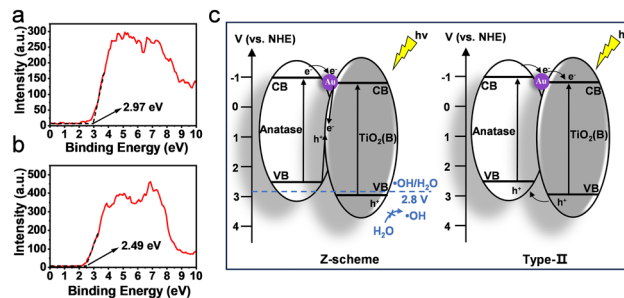 a
Intensity (a.u.)
300
250
200
150
100
50
0
2.97 eV
0 1 2 3 4 5 6 7 8 9 10
Binding Energy (eV)
b
Intensity (a.u.)
500
400
300
200
100
0
2.49 eV
0 1 2 3 4 5 6 7 8 9 10
Binding Energy (eV)
c
V (vs. NHE)
hν
-1
0
1
2
3
4
e⁻
e⁻
Au
CB
CB
Anatase
e⁻
h⁺
TiO₂(B)
VB
VB
h⁺
•OH/H₂O
2.8 V
H₂O
•OH
Z-scheme
V (vs. NHE)
h
-1
0
1
2
3
4
e⁻
e⁻
Au
CB
CB
Anatase
TiO₂(B)
VB
VB
h⁺
h⁺
Type-II